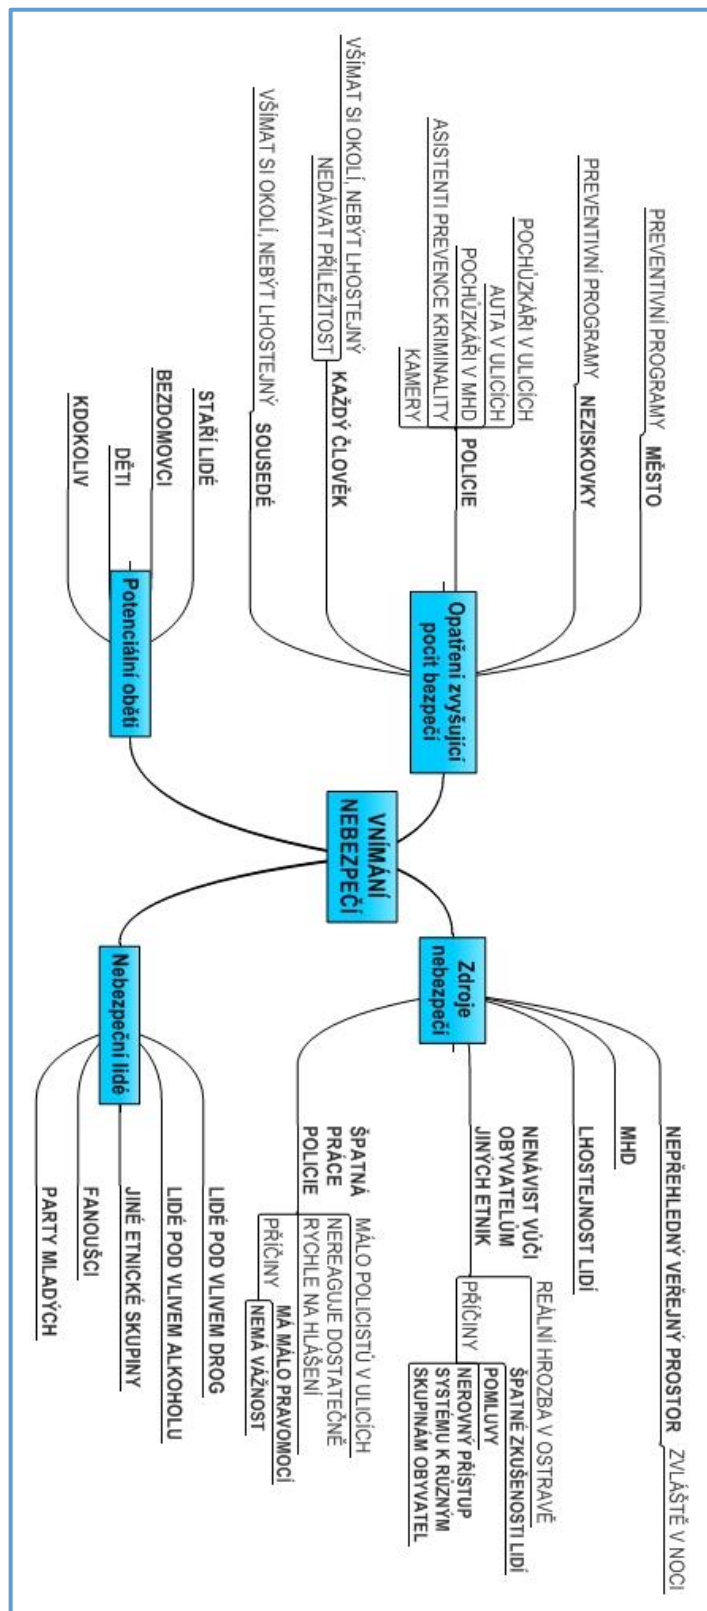 VNÍMÁNÍ
NEBEZPEČÍ
Opatření zvyšující
pocit bezpečí
MĚSTO
PREVENTIVNÍ PROGRAMY
NEZISKOVKY
PREVENTIVNÍ PROGRAMY
POLICIE
POCHŮZKÁŘI V ULICÍCH
AUTA V ULICÍCH
POCHŮZKÁŘI V MHD
ASISTENTI PREVENCE KRIMINALITY
KAMERY
KAŽDÝ ČLOVĚK
VŠÍMAT SI OKOLÍ, NEBÝT LHOSTEJNÝ
NEDÁVAT PŘÍLEŽITOST
SOUSEDÉ
VŠÍMAT SI OKOLÍ, NEBÝT LHOSTEJNÝ
Potenciální oběti
STAŘÍ LIDÉ
BEZDOMOVCI
DĚTI
KDOKOLIV
Zdroje
nebezpečí
NEPŘEHLEDNÝ VEŘEJNÝ PROSTOR
ZVLÁŠTĚ V NOCI
MHD
LHOSTEJNOST LIDÍ
NENÁVIST VŮČI
OBYVATELŮM
JINÝCH ETNIK
REÁLNÍ HROZBA V OSTRAVĚ
PŘÍČINY
ŠPATNÉ ZKUŠENOSTI LIDÍ
POMLUVY
NEROVNÝ PŘÍSTUP
SYSTÉMU K RŮZNÝM
SKUPINÁM OBYVATEL
ŠPATNÁ
PRÁCE
POLICIE
MÁLO POLICISTŮ V ULICÍCH
NEREAGUJE DOSTATEČNĚ
RYCHLE NA HLÁŠENÍ
PŘÍČINY
MÁ MÁLO PRAVOMOCÍ
NEMÁ VÁŽNOST
Nebezpeční lidé
LIDÉ POD VLIVEM DROG
LIDÉ POD VLIVEM ALKOHOLU
JINÉ ETNICKÉ SKUPINY
FANOUŠCI
PARTY MLADÝCH